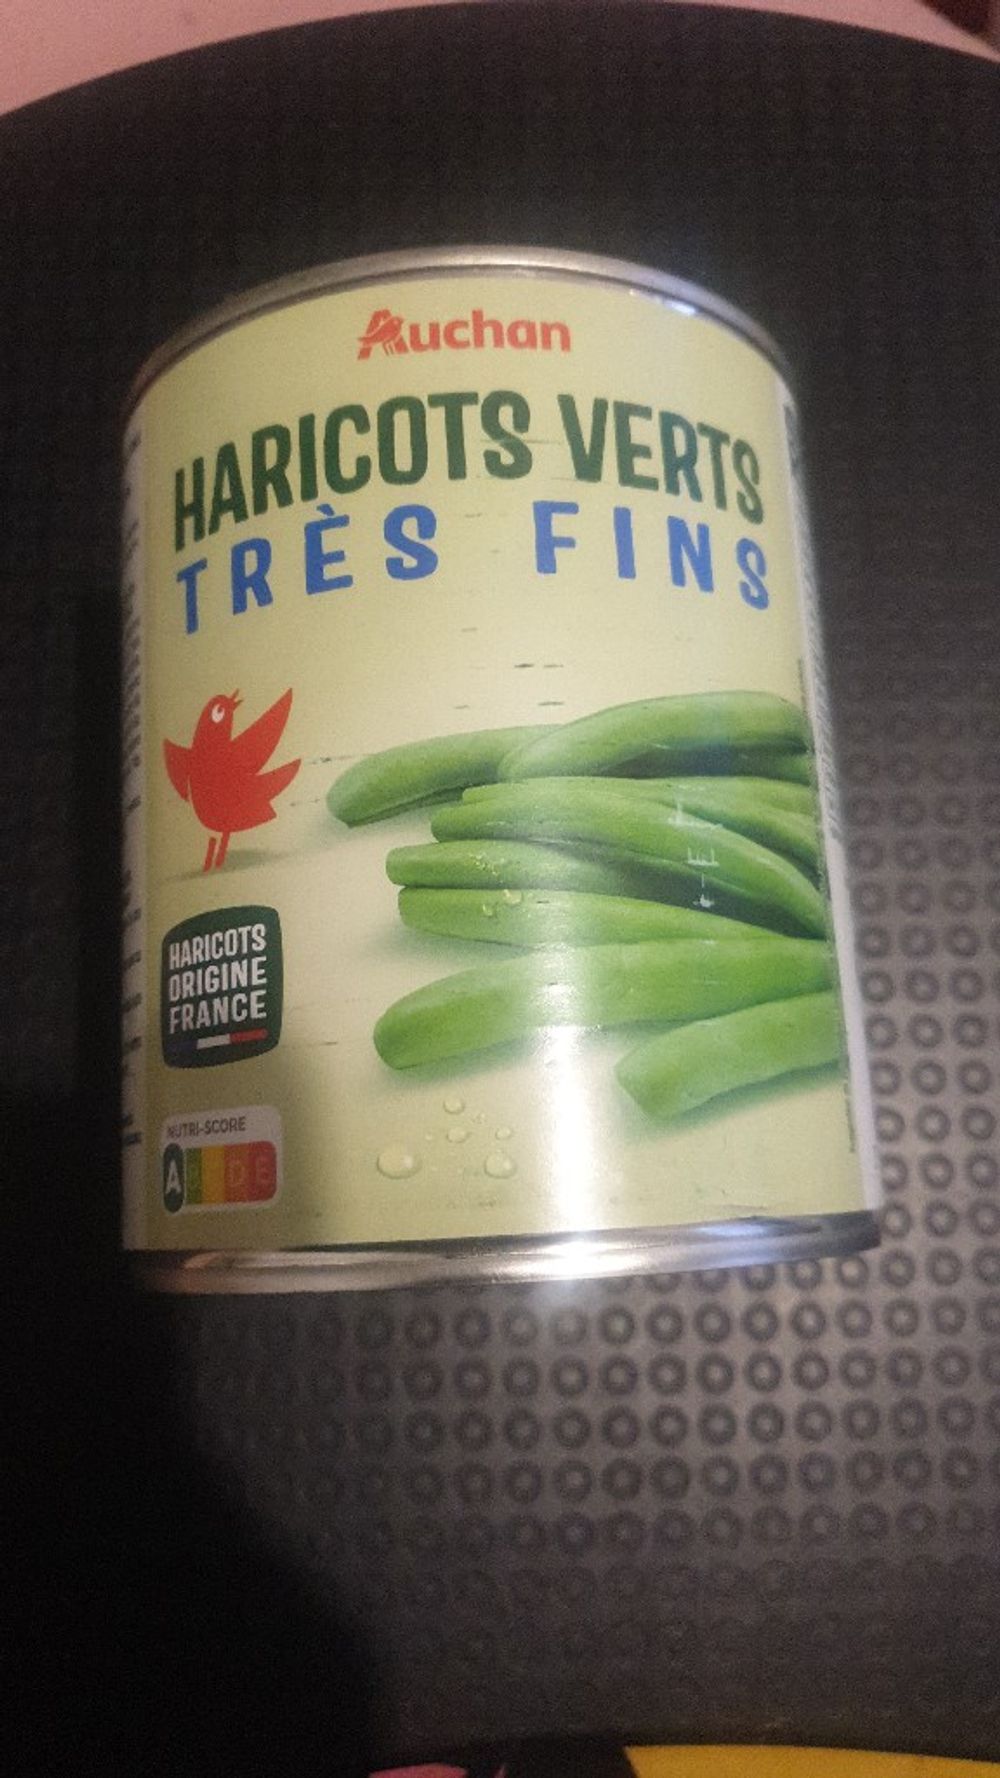 Auchan
HARICOTS VERTS
TRÈS FINS
HARICOTS
ORIGINE
FRANCE
NUTRI-SCORE
A D E